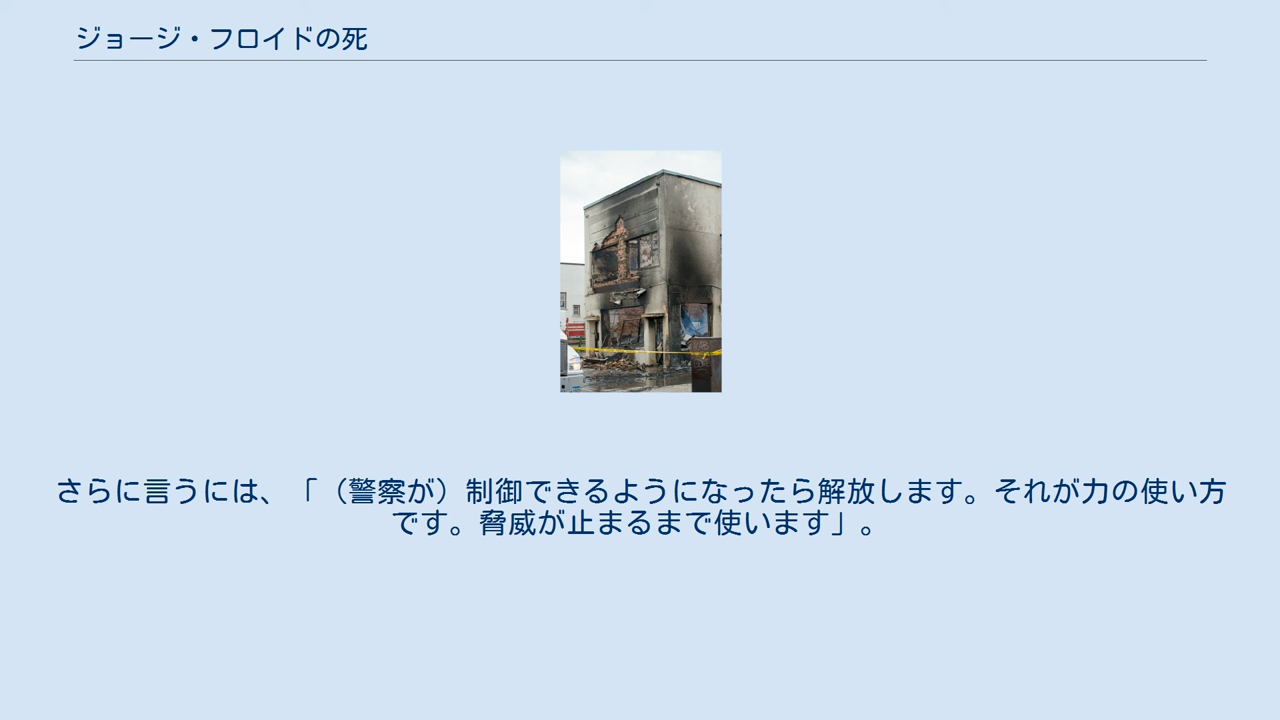 ジョージ・フロイドの死
さらに言うには、「（警察が）制御できるようになったら解放します。それが力の使い方
です。脅威が止まるまで使います」。